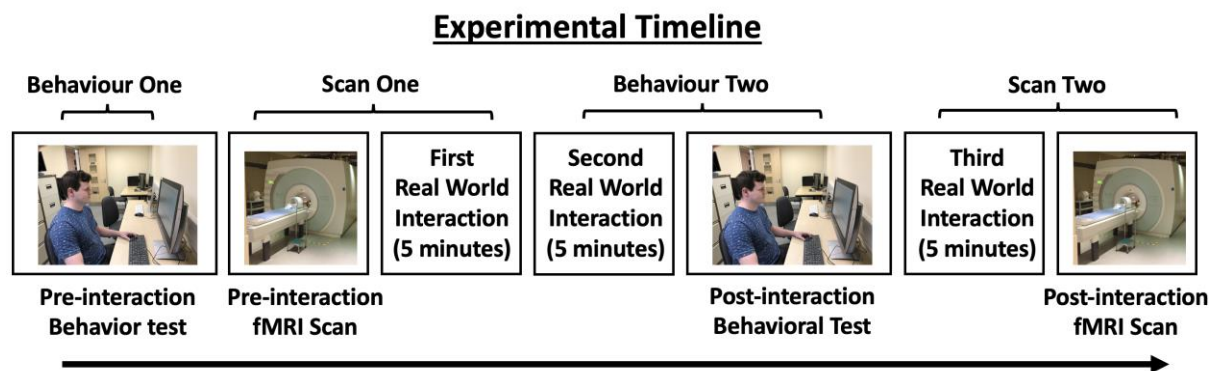 Experimental Timeline
Behaviour One
Scan One
Behaviour Two
Scan Two
First
Real World
Interaction
(5 minutes)
Second
Real World
Interaction
(5 minutes)
Third
Real World
Interaction
(5 minutes)
Pre-interaction
Behavior test
Pre-interaction
fMRI Scan
Post-interaction
Behavioral Test
Post-interaction
fMRI Scan